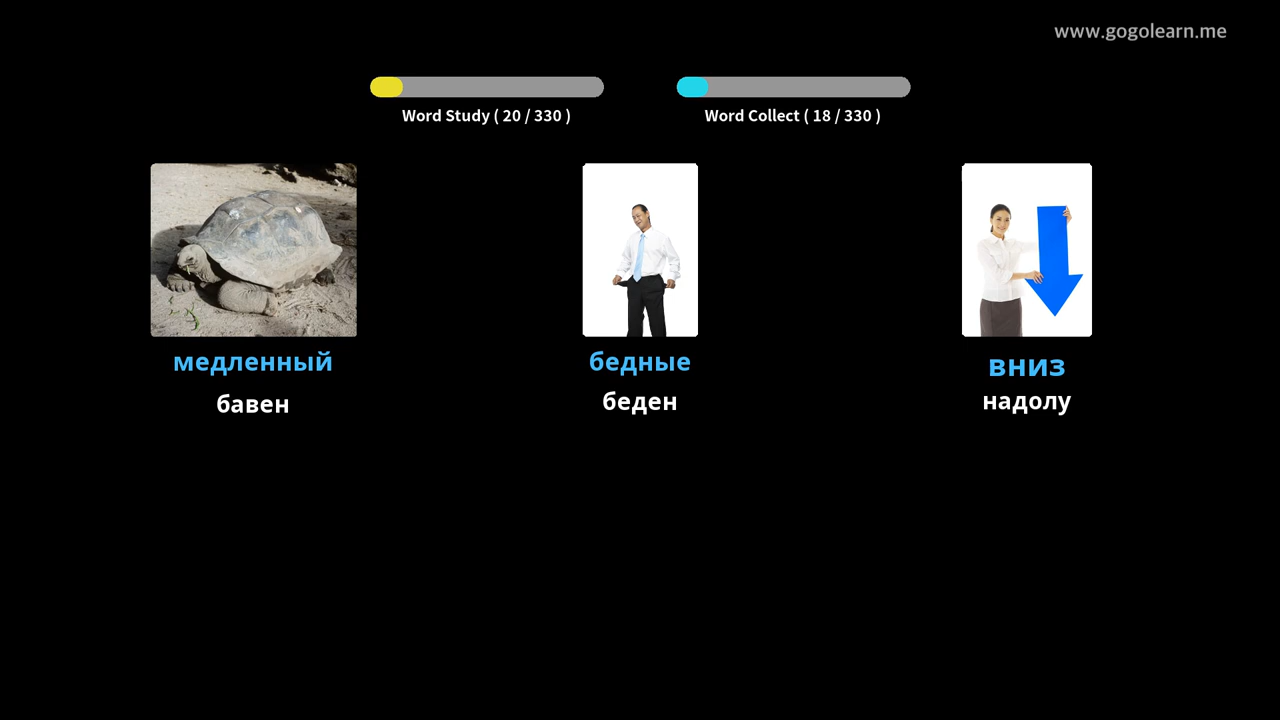 www.gogolearn.me
Word Study ( 20 / 330 )
Word Collect ( 18 / 330 )
медленный
бедные
вниз
бавен
беден
надолу